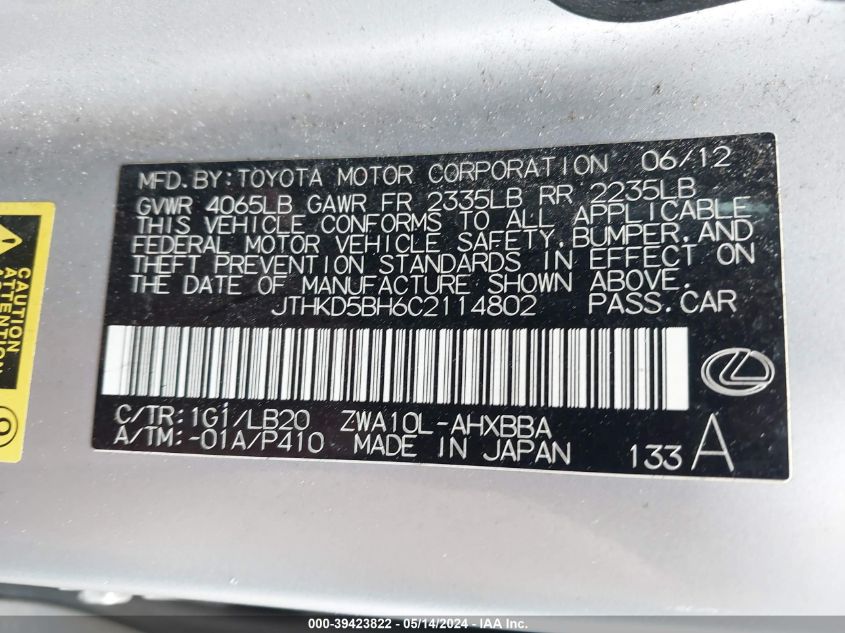 MFD.BY:TOYOTA MOTOR CORPORATION 06/12
GVWR 4065LB GAWR FR 2335LB RR 2235LB
THIS VEHICLE CONFORMS TO ALL APPLICABLE
FEDERAL MOTOR VEHICLE SAFETY, BUMPER, AND
THEFT PREVENTION STANDARDS IN EFFECT ON
THE DATE OF MANUFACTURE SHOWN ABOVE.
JTHKD5BH6C2114802 PASS.CAR
C/TR:1G1/LB20 ZWA10L-AHXBBA
A/TM:-01A/P410 MADE IN JAPAN 133 A
CAUTION
ATTENTION
000-39423822 - 05/14/2024 - IAA Inc.